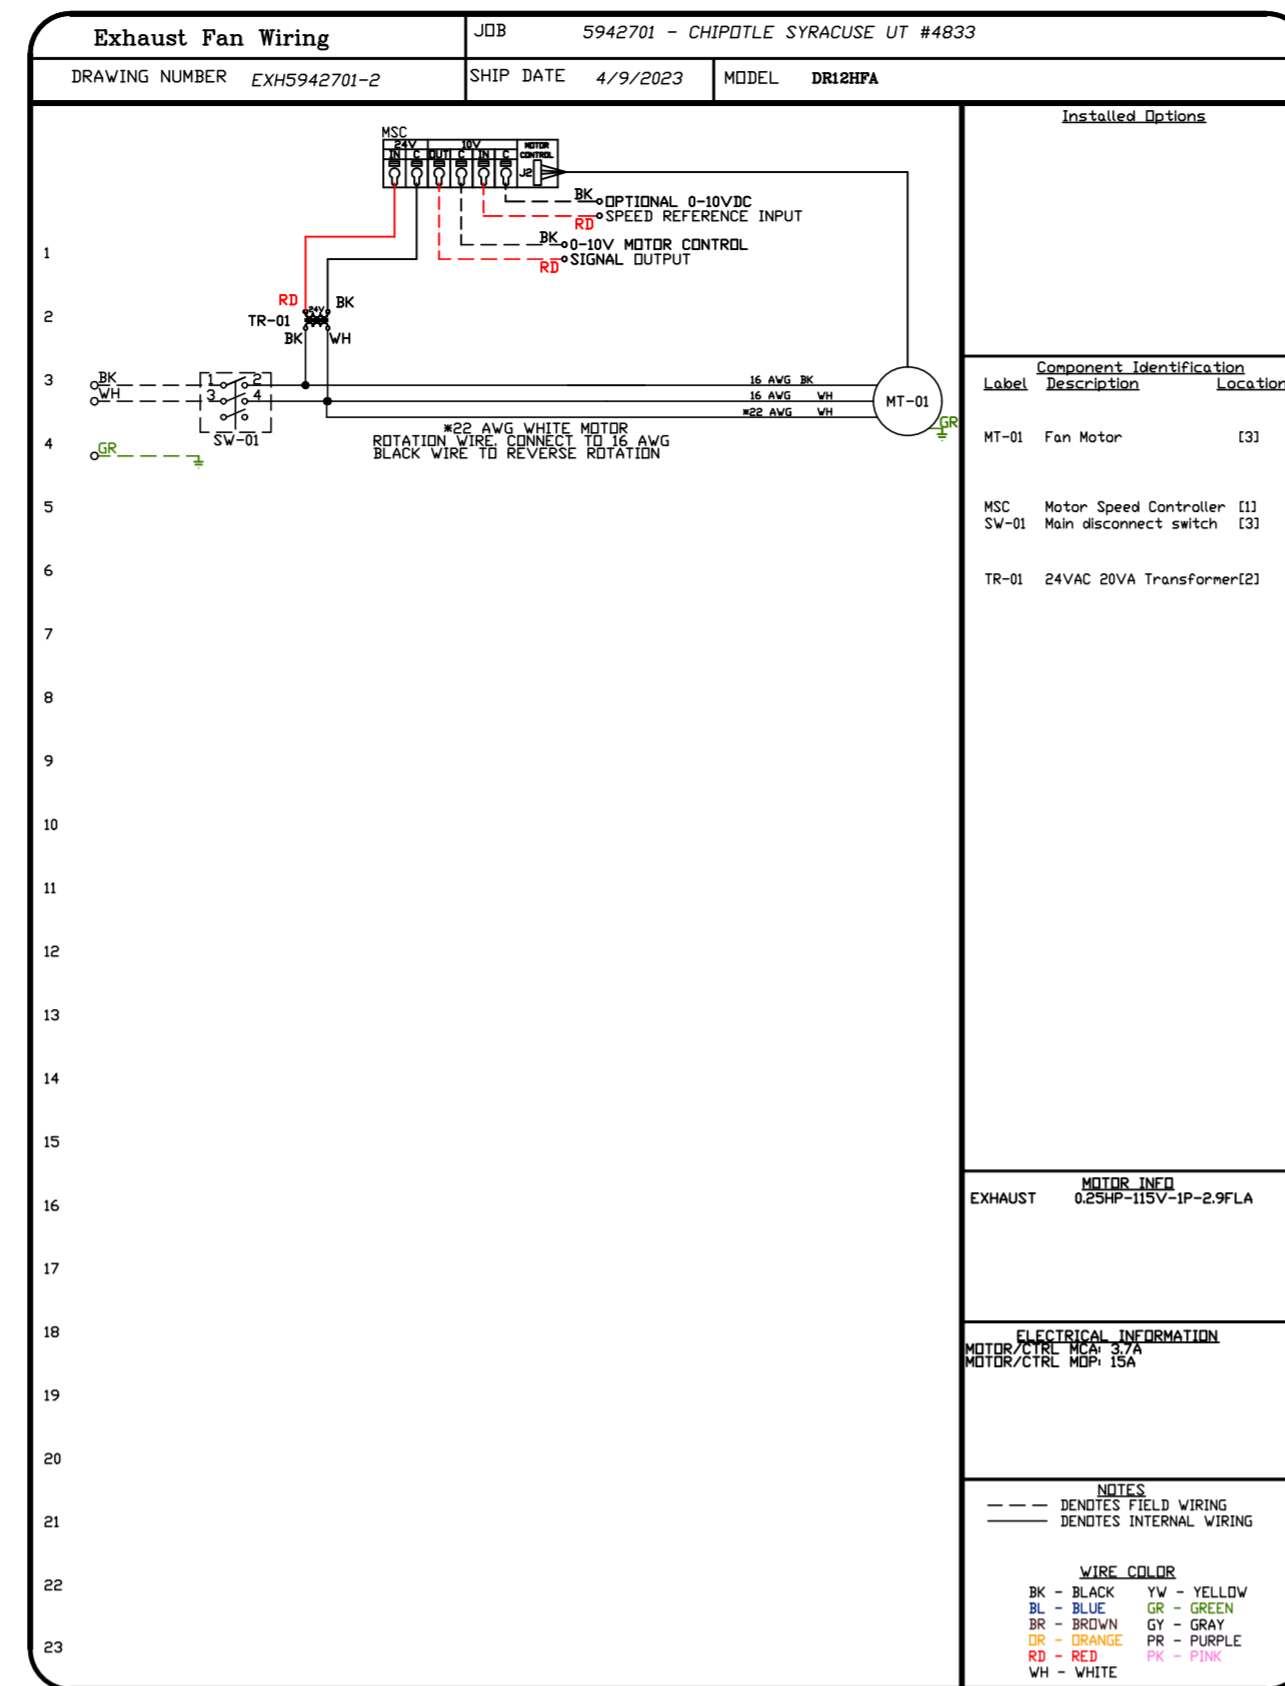 Exhaust Fan Wiring
JOB 5942701 - CHIPOTLE SYRACUSE UT #4833
DRAWING NUMBER EXH5942701-2
SHIP DATE 4/9/2023
MODEL DR12HFA
MSC
24V 10V MOTOR
IN C OUT C IN C CONTROL
J2
BK OPTIONAL 0-10VDC
RD SPEED REFERENCE INPUT
BK 0-10V MOTOR CONTROL
RD SIGNAL OUTPUT
RD 24V BK
TR-01
BK WH
BK 1 2
WH 3 4
SW-01
GR
16 AWG BK
16 AWG WH
*22 AWG WH
MT-01
GR
*22 AWG WHITE MOTOR
ROTATION WIRE. CONNECT TO 16 AWG
BLACK WIRE TO REVERSE ROTATION
1
2
3
4
5
6
7
8
9
10
11
12
13
14
15
16
17
18
19
20
21
22
23
Installed Options
Component Identification
Label Description Location
MT-01 Fan Motor [3]
MSC Motor Speed Controller [1]
SW-01 Main disconnect switch [3]
TR-01 24VAC 20VA Transformer[2]
MOTOR INFO
EXHAUST 0.25HP-115V-1P-2.9FLA
ELECTRICAL INFORMATION
MOTOR/CTRL MCA: 3.7A
MOTOR/CTRL MOP: 15A
NOTES
DENOTES FIELD WIRING
DENOTES INTERNAL WIRING
WIRE COLOR
BK - BLACK YW - YELLOW
BL - BLUE GR - GREEN
BR - BROWN GY - GRAY
OR - ORANGE PR - PURPLE
RD - RED PK - PINK
WH - WHITE